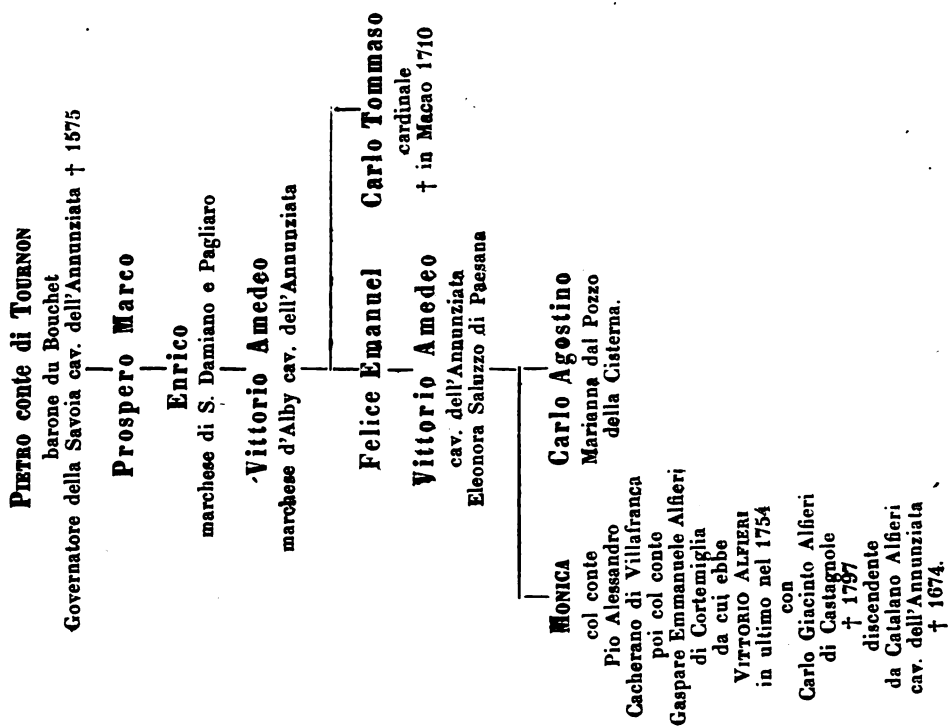 PIETRO conte di TOURNON
barone du Bouchet
Governatore della Savoia cav. dell'Annunziata † 1575
Prospero Marco
Enrico
marchese di S. Damiano e Pagliaro
Vittorio Amedeo
marchese d'Alby cav. dell'Annunziata
Felice Emanuel
Carlo Tommaso
cardinale
† in Macao 1710
Vittorio Amedeo
cav. dell'Annunziata
Eleonora Saluzzo di Paesana
MONICA
col conte
Pio Alessandro
Cacherano di Villafranca
poi col conte
Gaspare Emmanuele Alfieri
di Cortemiglia
da cui ebbe
VITTORIO ALFIERI
in ultimo nel 1754
con
Carlo Giacinto Alfieri
di Castagnole
† 1797
discendente
da Catalano Alfieri
cav. dell'Annunziata
† 1674.
Carlo Agostino
Marianna dal Pozzo
della Cisterna.